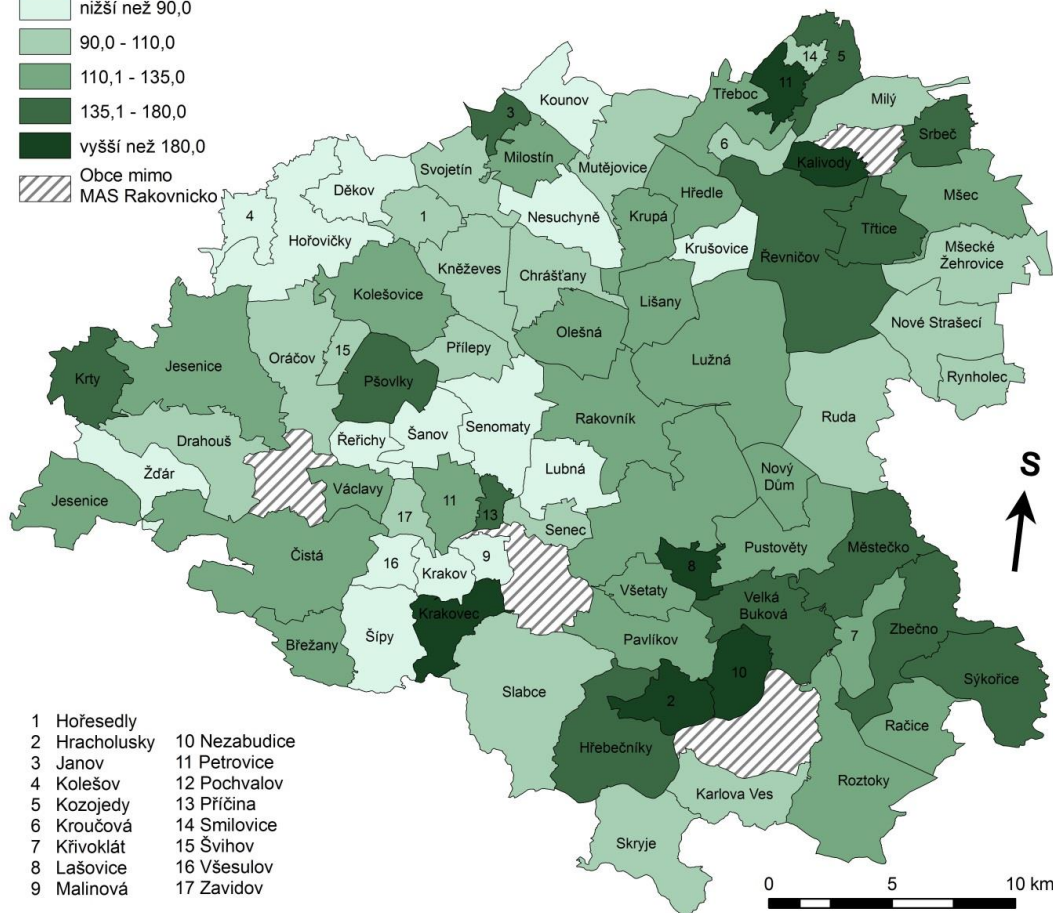 nižší než 90,0
90,0 - 110,0
110,1 - 135,0
135,1 - 180,0
vyšší než 180,0
Obce mimo
MAS Rakovnicko
14
5
11
Třeboc
Milý
Kounov
3
Srbeč
6
Kalivody
Milostín
Mutějovice
Svojetín
Děkov
Hředle
Mšec
4
1
Nesuchyně
Krupá
Třtice
Hořovičky
Krušovice
Řevničov
Mšecké
Žehrovice
Kněževes
Chrášťany
Kolešovice
Lišany
Nové Strašecí
Olešná
Přílepy
Oráčov
15
Jesenice
Lužná
Krty
Pšovlky
Rynholec
Ruda
Rakovník
Šanov
Senomaty
Řeřichy
Drahouš
Žďár
Lubná
S
Nový
Dům
Václavy
11
Jesenice
17
13
Senec
Pustověty
Městečko
Čistá
16
Krakov
9
8
Všetaty
Velká
Buková
Krakovec
Zbečno
7
Šípy
Břežany
Pavlíkov
10
Sýkořice
Slabce
2
Račice
Hřebečníky
Roztoky
Karlova Ves
Skryje
1 Hořesedly
2 Hracholusky
3 Janov
4 Kolešov
5 Kozojedy
6 Kroučová
7 Křivoklát
8 Lašovice
9 Malinová
10 Nezabudice
11 Petrovice
12 Pochvalov
13 Příčina
14 Smilovice
15 Švihov
16 Všesulov
17 Zavidov
0 5 10 km